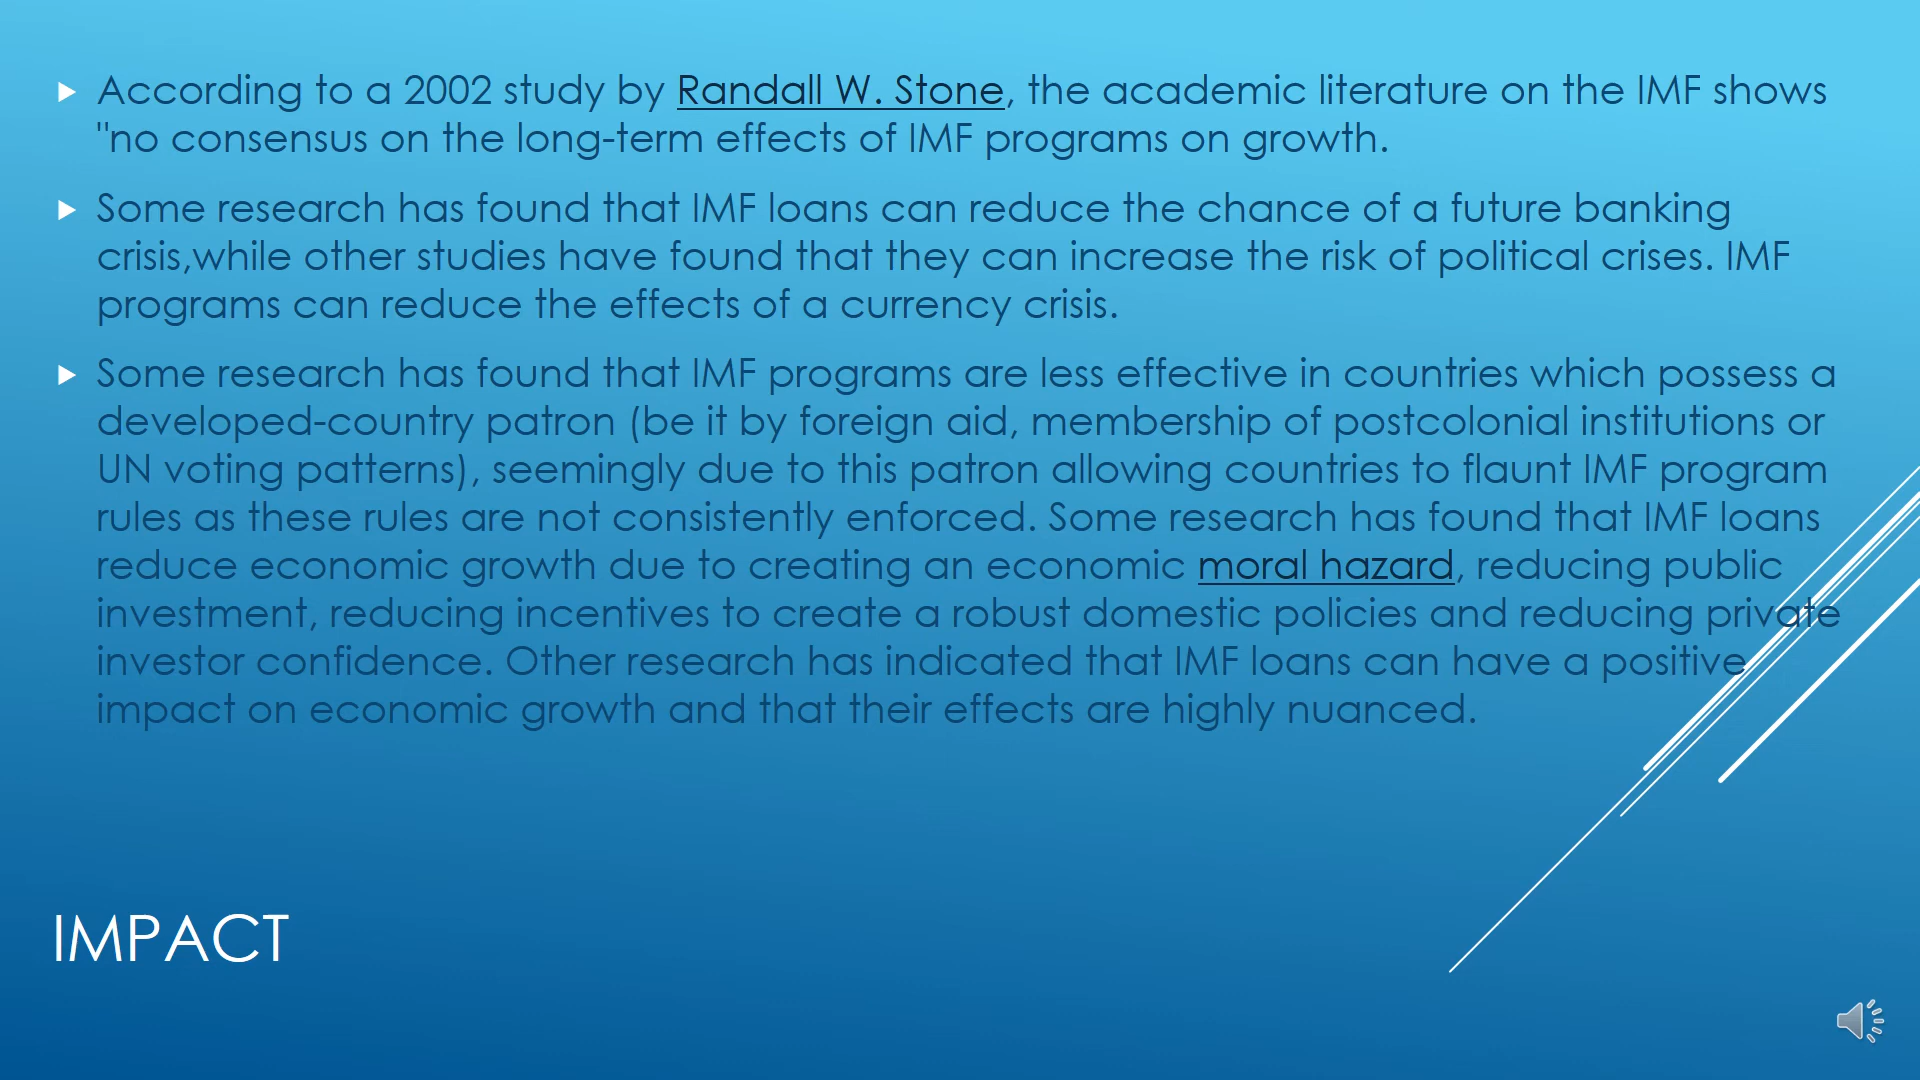 According to a 2002 study by Randall W. Stone, the academic literature on the IMF shows
"no consensus on the long-term effects of IMF programs on growth.
Some research has found that IMF loans can reduce the chance of a future banking
crisis,while other studies have found that they can increase the risk of political crises. IMF
programs can reduce the effects of a currency crisis.
Some research has found that IMF programs are less effective in countries which possess a
developed-country patron (be it by foreign aid, membership of postcolonial institutions or
UN voting patterns), seemingly due to this patron allowing countries to flaunt IMF program
rules as these rules are not consistently enforced. Some research has found that IMF loans
reduce economic growth due to creating an economic moral hazard, reducing public
investment, reducing incentives to create a robust domestic policies and reducing private
investor confidence. Other research has indicated that IMF loans can have a positive
impact on economic growth and that their effects are highly nuanced.
IMPACT